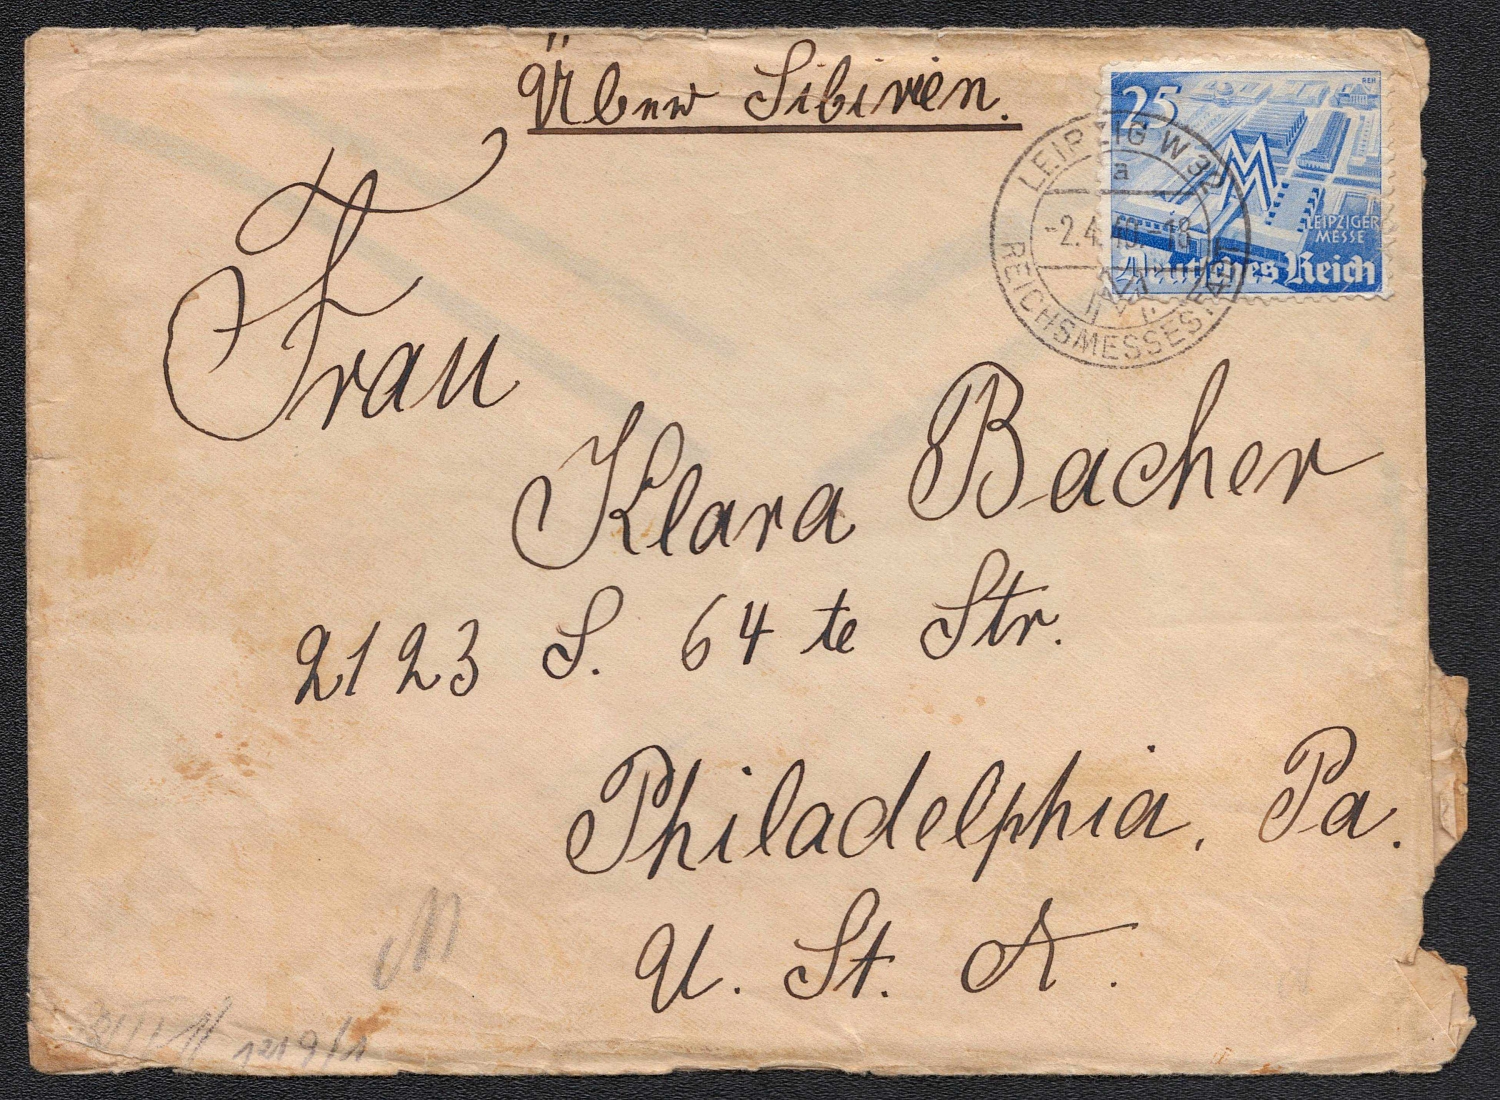 Über Sibirien.
25
LEIPZIG W 32
a
-2.4.40.-18
REICHSMESSESTADT
LEIPZIGER
MESSE
Deutsches Reich
Frau
Klara Bacher
2123 S. 64 te Str.
Philadelphia, Pa.
U. St. A.